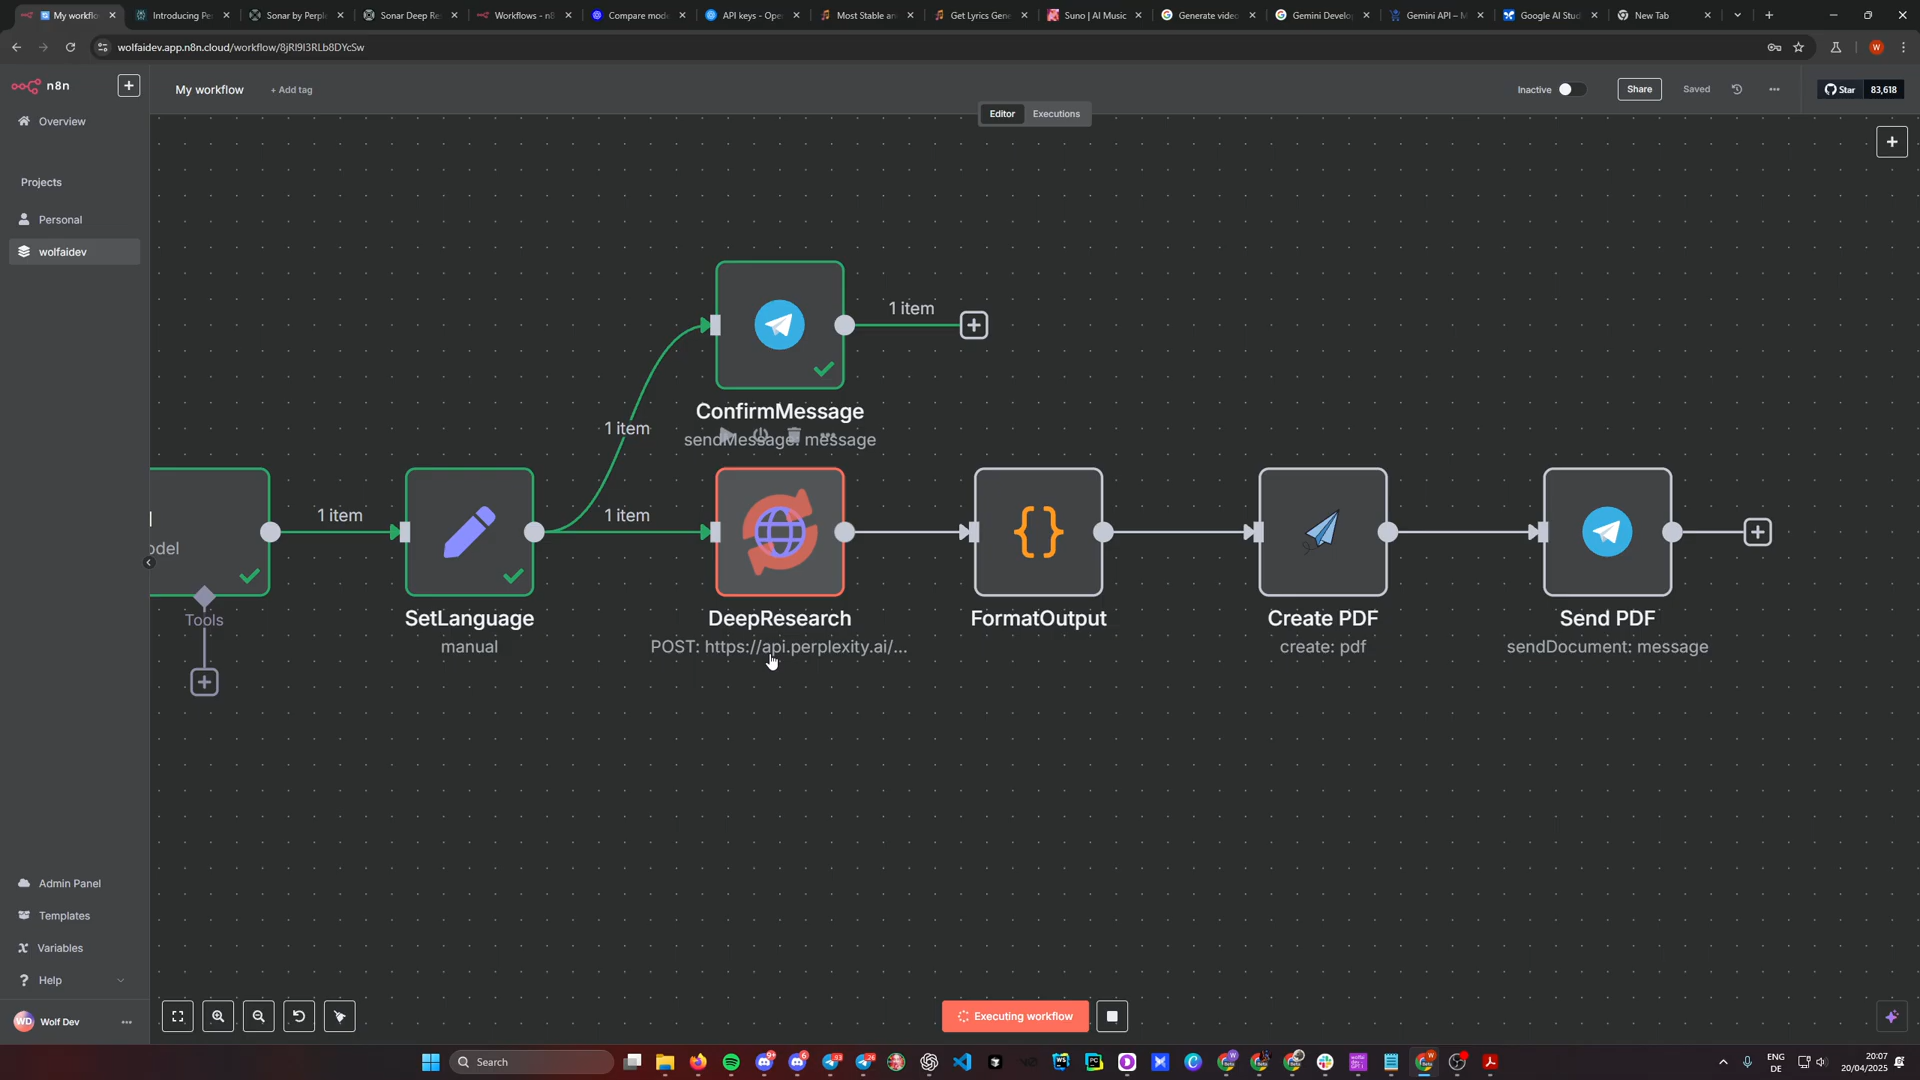 My workflo
Introducing Pe
Sonar by Perpl
Sonar Deep Re
Workflows - n8
Compare mode
API keys - Ope
Most Stable an
Get Lyrics Gene
Suno | AI Music
Generate video
Gemini Develo
Gemini API – M
Google AI Stud
New Tab
wolfaidev.app.n8n.cloud/workflow/8jRI9I3RLb8DYcSw
W
n8n
My workflow
+ Add tag
Inactive
Share
Saved
Star
83,618
Editor
Executions
Overview
Projects
Personal
wolfaidev
1 item
ConfirmMessage
sendMessage: message
1 item
1 item
1 item
odel
Tools
SetLanguage
manual
DeepResearch
POST: https://api.perplexity.ai/...
FormatOutput
Create PDF
create: pdf
Send PDF
sendDocument: message
Admin Panel
Templates
Variables
Help
WD
Wolf Dev
Executing workflow
Search
ENG
DE
20:07
20/04/2025